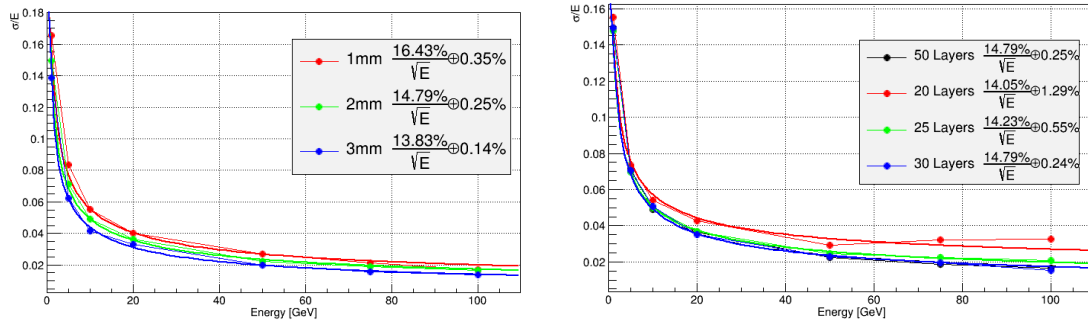 σ/E
0.18
0.16
0.14
0.12
0.1
0.08
0.06
0.04
0.02
1mm 16.43%/√E ⊕0.35%
2mm 14.79%/√E ⊕0.25%
3mm 13.83%/√E ⊕0.14%
0 20 40 60 80 100
Energy [GeV]
σ/E
0.16
0.14
0.12
0.1
0.08
0.06
0.04
0.02
50 Layers 14.79%/√E ⊕0.25%
20 Layers 14.05%/√E ⊕1.29%
25 Layers 14.23%/√E ⊕0.55%
30 Layers 14.79%/√E ⊕0.24%
0 20 40 60 80 100
Energy [GeV]